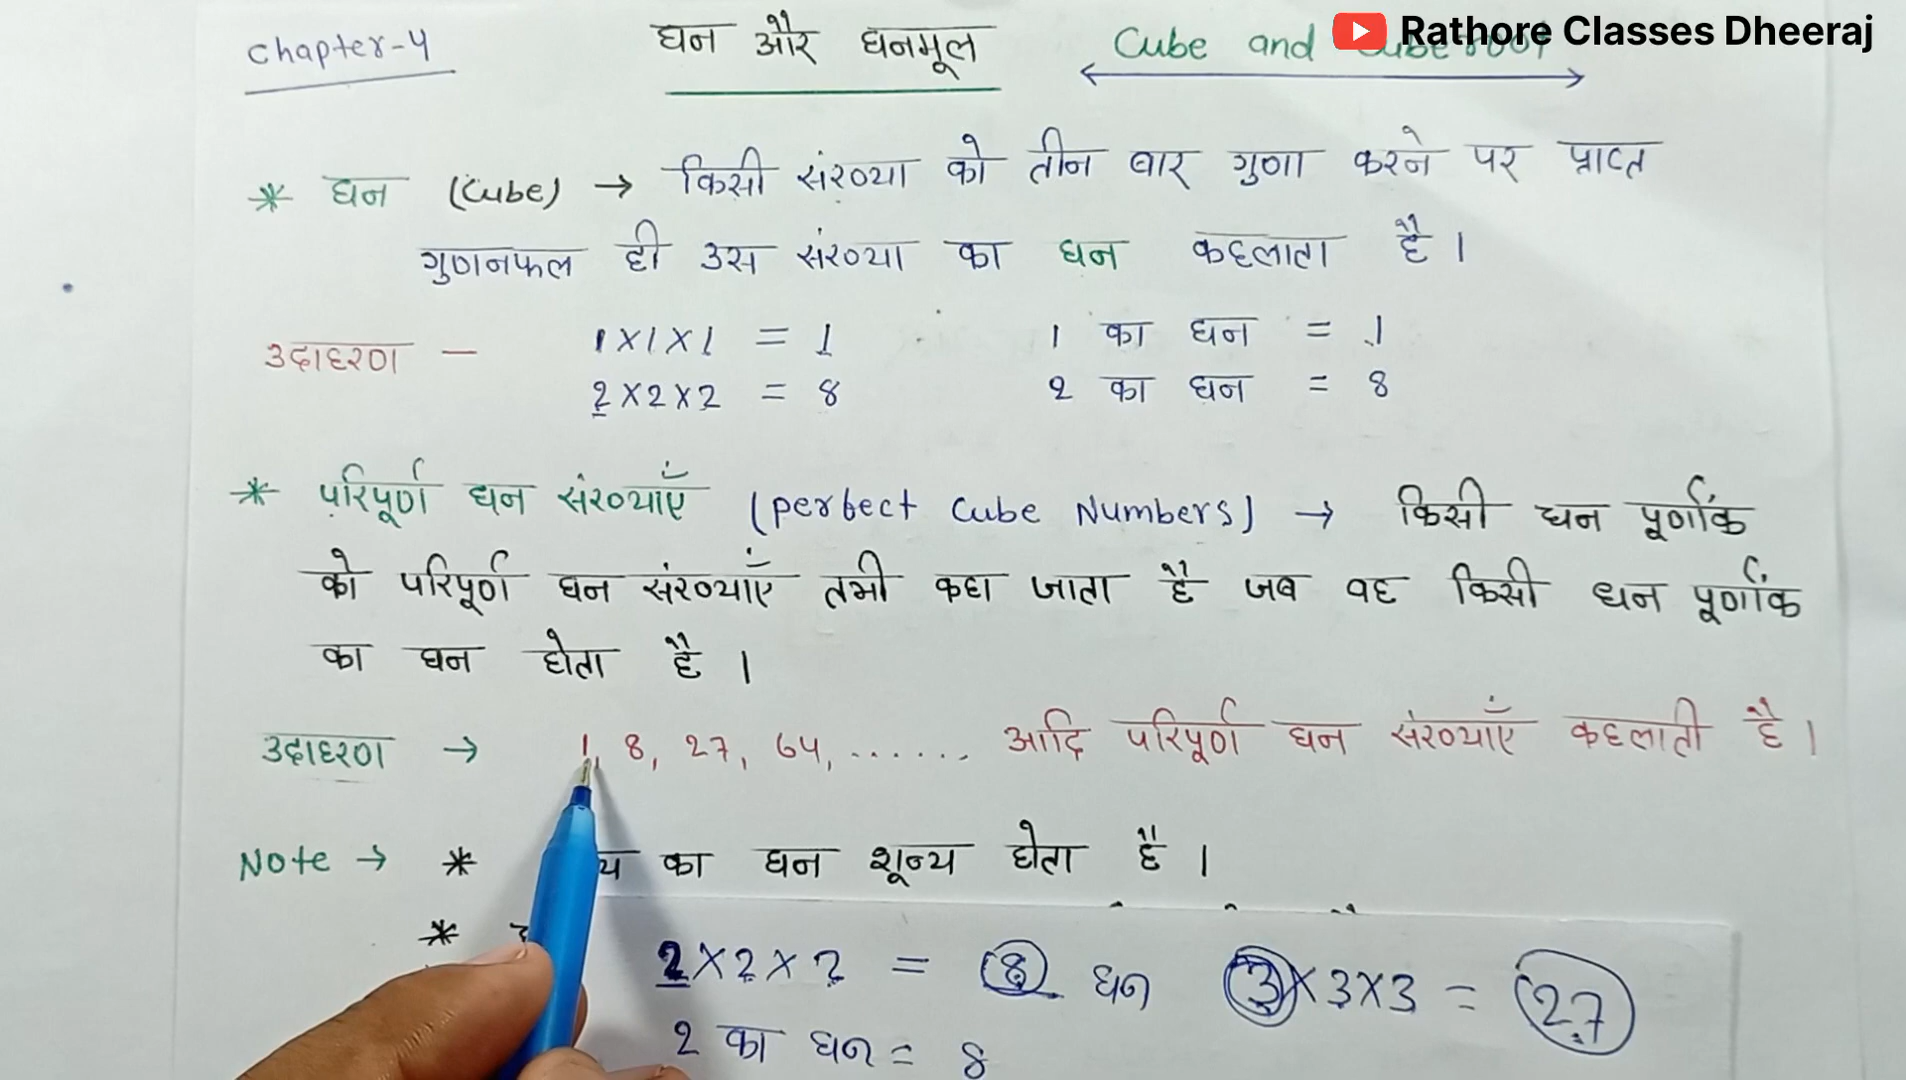 Rathore Classes Dheeraj
Chapter-4 घन और घनमूल Cube and
* घन (Cube) → किसी संख्या को तीन बार गुणा करने पर प्राप्त
गुणनफल ही उस संख्या का घन कहलाता है ।
उदाहरण – 1×1×1 = 1 1 का घन = 1
2×2×2 = 8 2 का घन = 8
* परिपूर्ण घन संख्याएँ (Perfect Cube Numbers) → किसी घन पूर्णांक
को परिपूर्ण घन संख्याएँ तभी कहा जाता है जब वह किसी घन पूर्णांक
का घन होता है ।
उदाहरण → 1, 8, 27, 64, ....... आदि परिपूर्ण घन संख्याएँ कहलाती है ।
Note → * का घन शून्य होता है ।
*
2×2×2 = 8 घन 3×3×3 = 27
2 का घन = 8